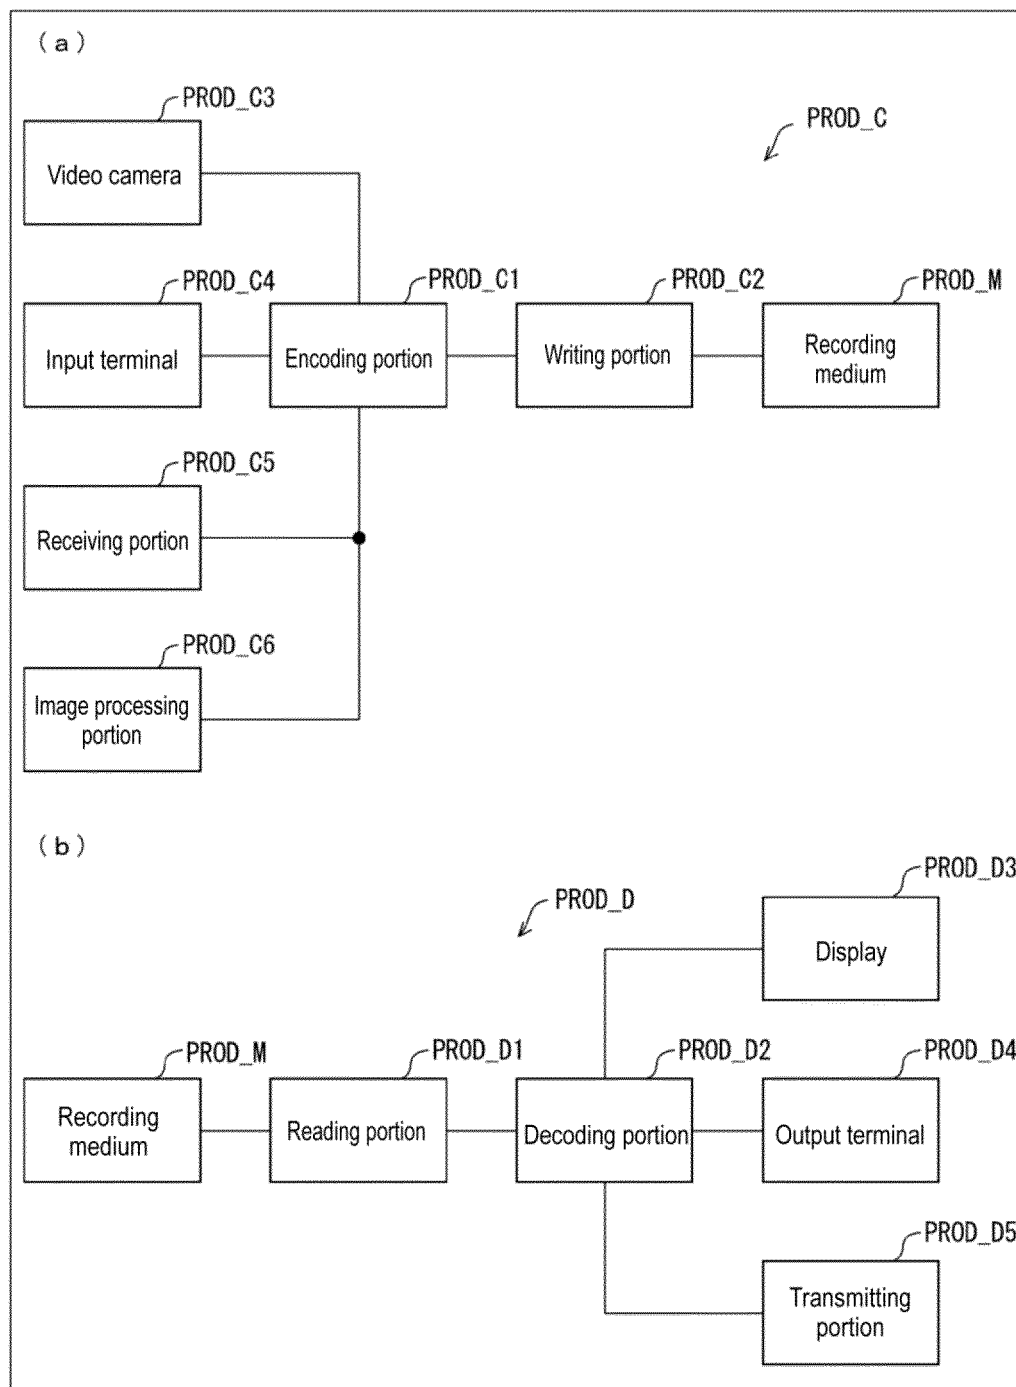 (a)
PROD_C3
PROD_C
Video camera
PROD_C4
PROD_C1
PROD_C2
PROD_M
Input terminal
Encoding portion
Writing portion
Recording
medium
PROD_C5
Receiving portion
PROD_C6
Image processing
portion
(b)
PROD_D3
PROD_D
Display
PROD_M
PROD_D1
PROD_D2
PROD_D4
Recording
medium
Reading portion
Decoding portion
Output terminal
PROD_D5
Transmitting
portion